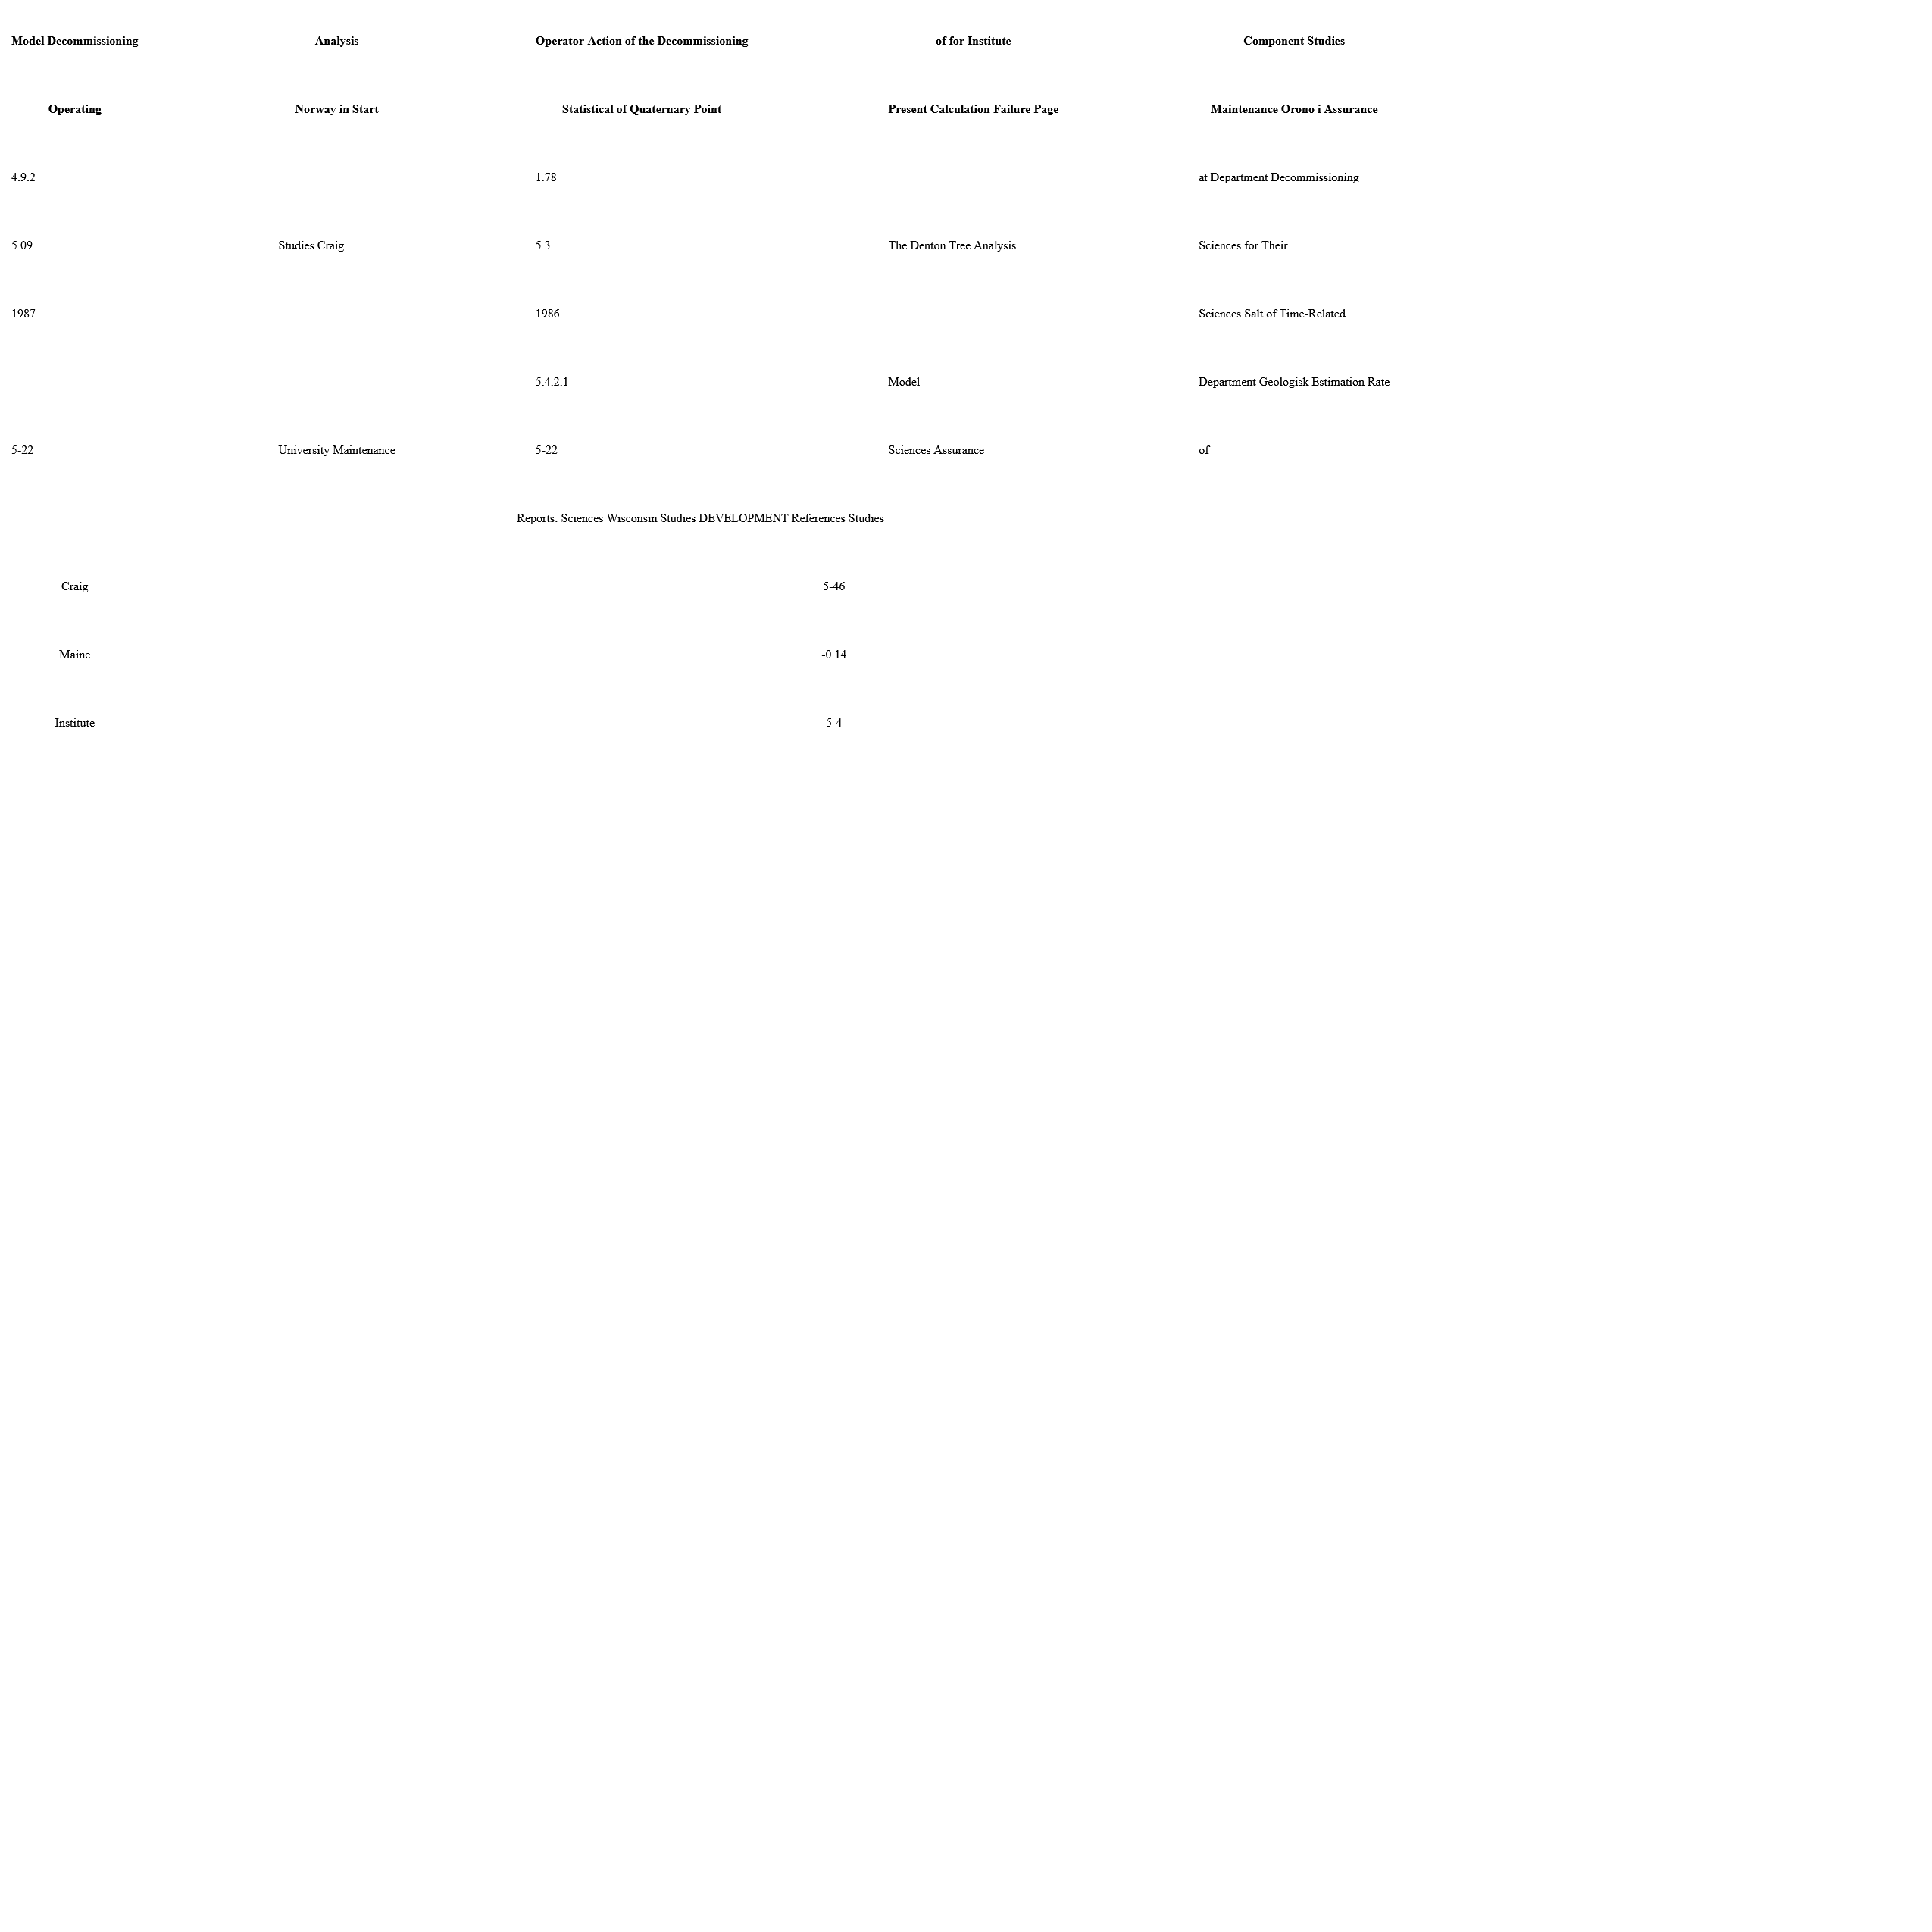 Model Decommissioning Analysis Operator-Action of the Decommissioning of for Institute Component Studies
Operating Norway in Start Statistical of Quaternary Point Present Calculation Failure Page Maintenance Orono i Assurance
4.9.2 1.78 at Department Decommissioning
5.09 Studies Craig 5.3 The Denton Tree Analysis Sciences for Their
1987 1986 Sciences Salt of Time-Related
5.4.2.1 Model Department Geologisk Estimation Rate
5-22 University Maintenance 5-22 Sciences Assurance of
Reports: Sciences Wisconsin Studies DEVELOPMENT References Studies
Craig 5-46
Maine -0.14
Institute 5-4